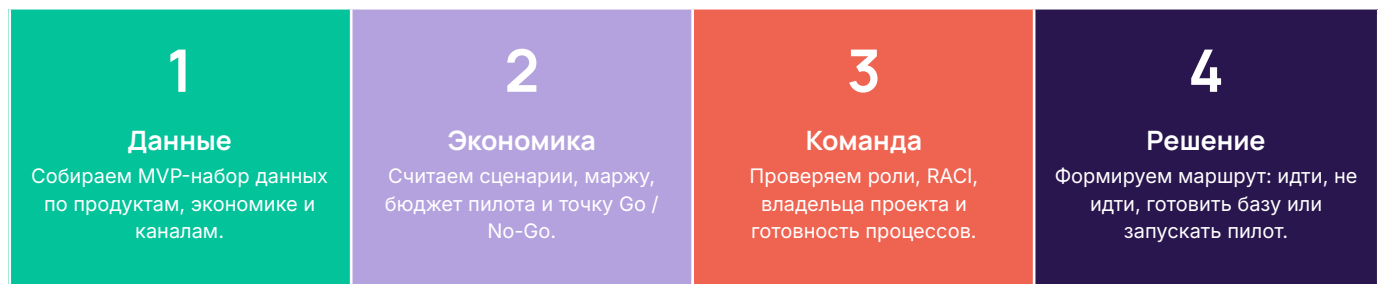 1
Данные
Собираем MVP-набор данных
по продуктам, экономике и
каналам.
2
Экономика
Считаем сценарии, маржу,
бюджет пилота и точку Go /
No-Go.
3
Команда
Проверяем роли, RACI,
владельца проекта и
готовность процессов.
4
Решение
Формируем маршрут: идти, не
идти, готовить базу или
запускать пилот.